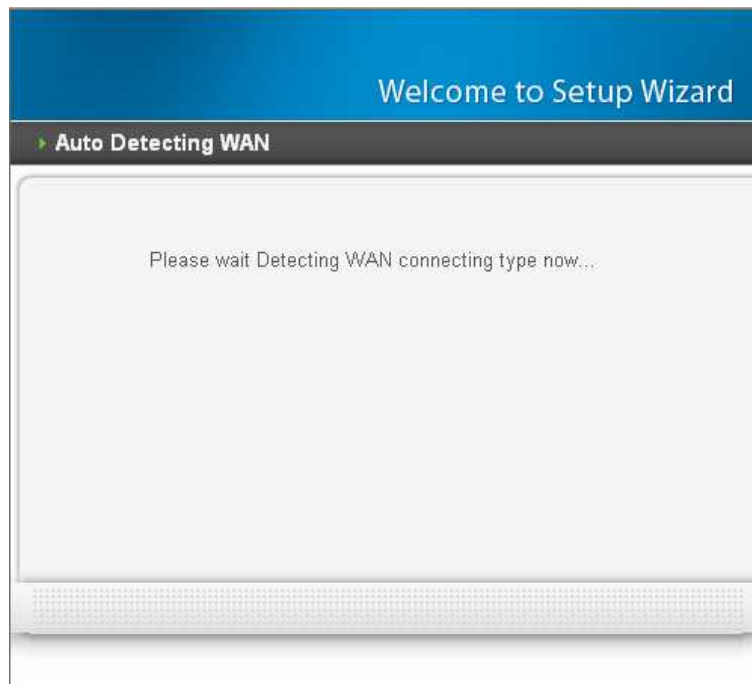 Welcome to Setup Wizard
Auto Detecting WAN
Please wait Detecting WAN connecting type now...